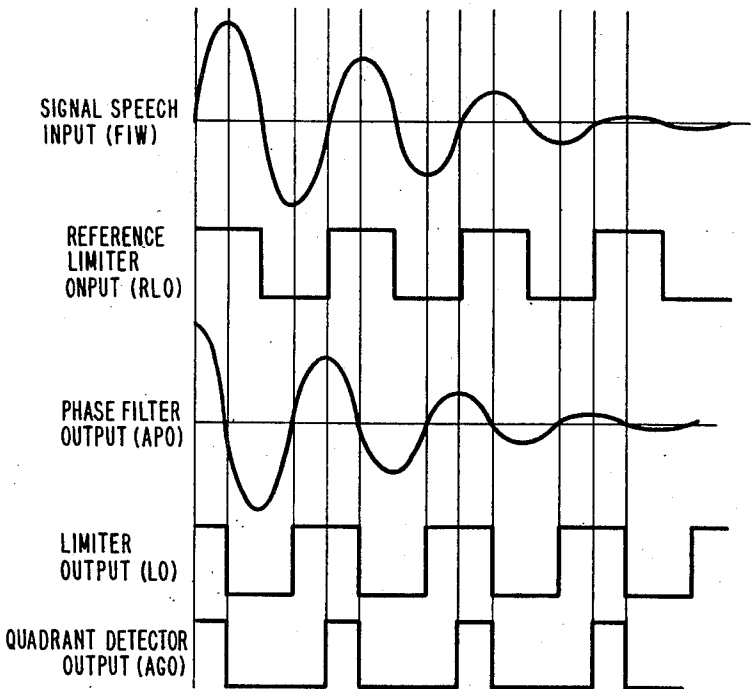 SIGNAL SPEECH
INPUT (FIW)
REFERENCE
LIMITER
ONPUT (RLO)
PHASE FILTER
OUTPUT (APO)
LIMITER
OUTPUT (LO)
QUADRANT DETECTOR
OUTPUT (AGO)